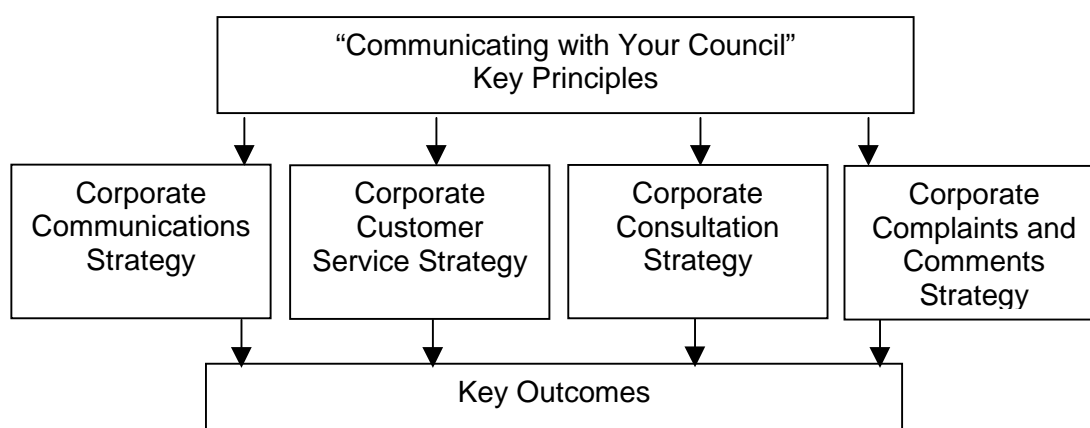 “Communicating with Your Council”
Key Principles
Corporate
Communications
Strategy
Corporate
Customer
Service Strategy
Corporate
Consultation
Strategy
Corporate
Complaints and
Comments
Strategy
Key Outcomes